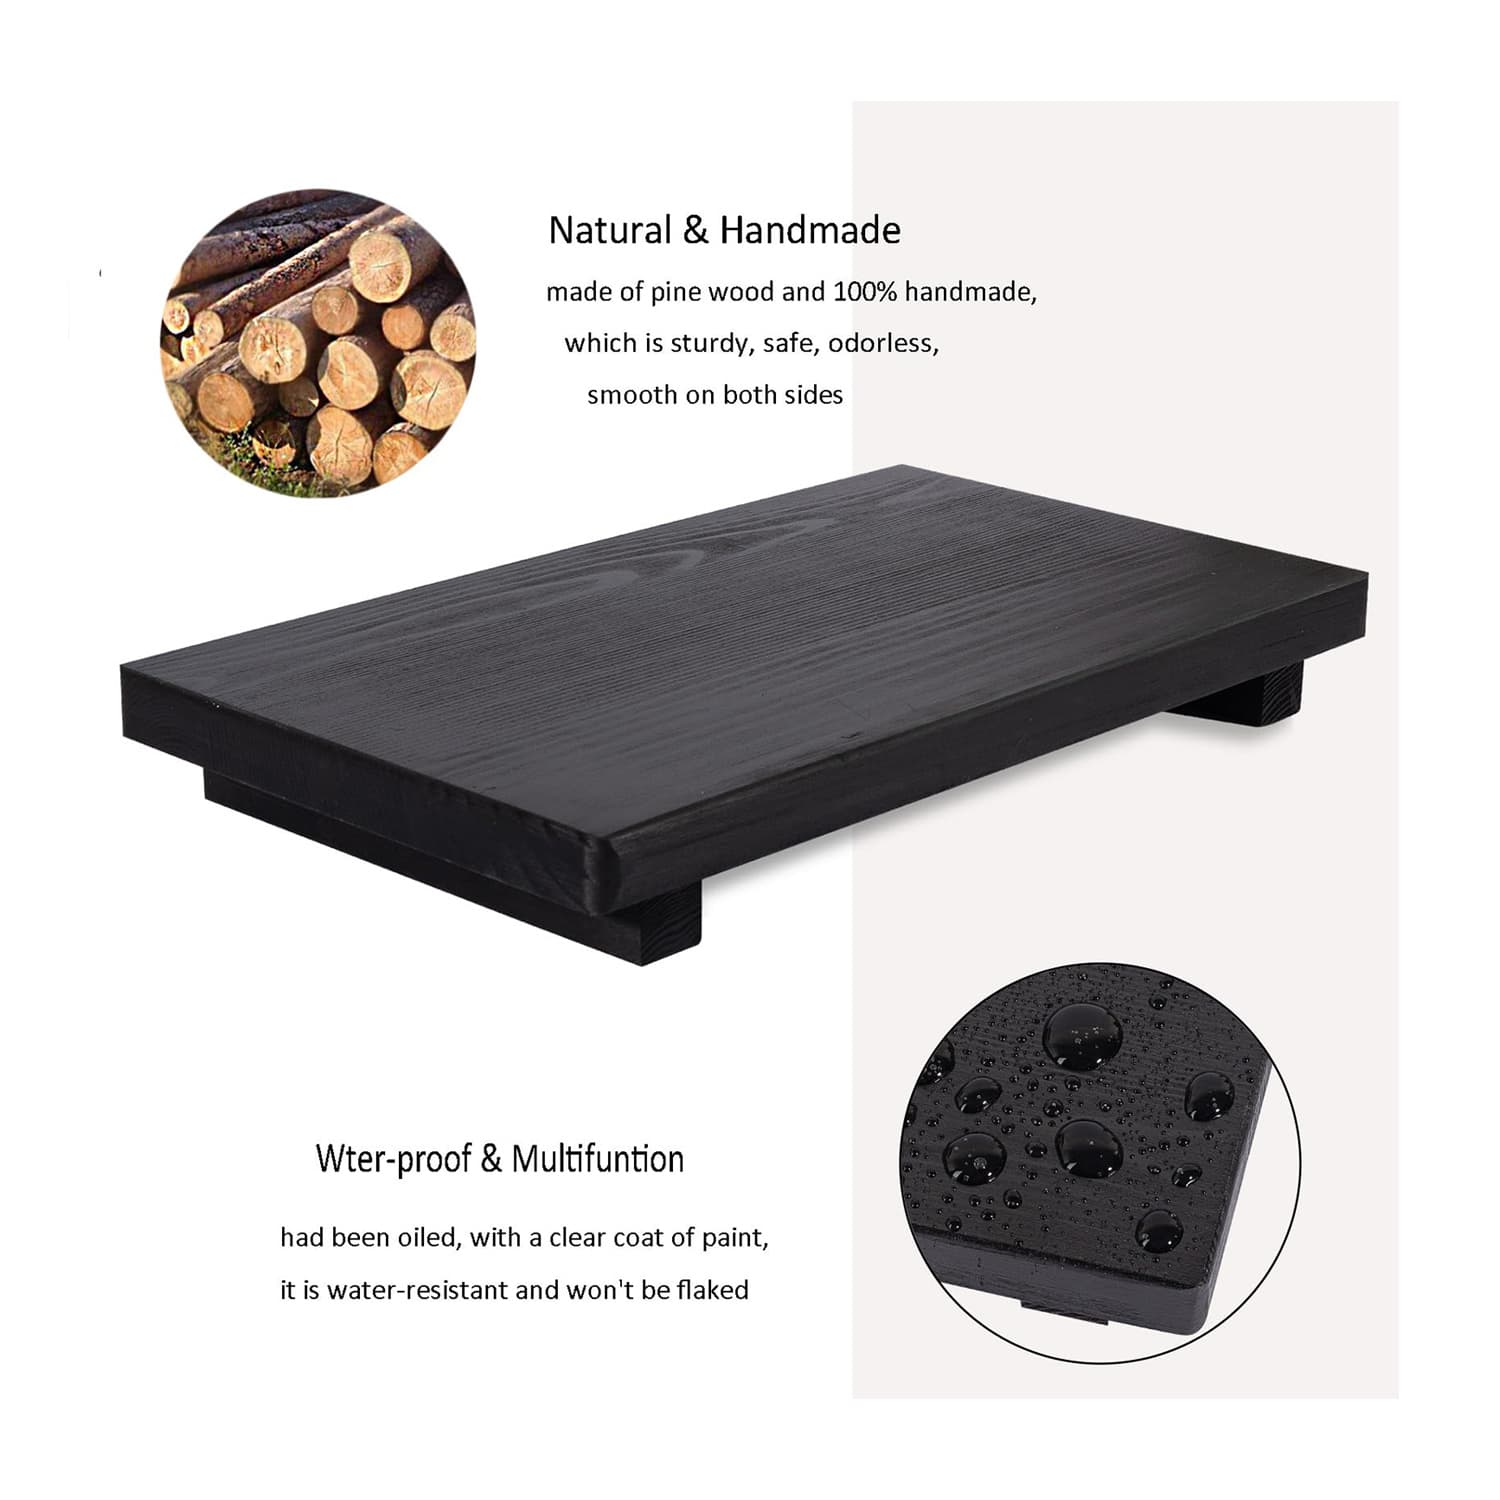 Natural & Handmade
made of pine wood and 100% handmade,
which is sturdy, safe, odorless,
smooth on both sides
Wter-proof & Multifuntion
had been oiled, with a clear coat of paint,
it is water-resistant and won't be flaked